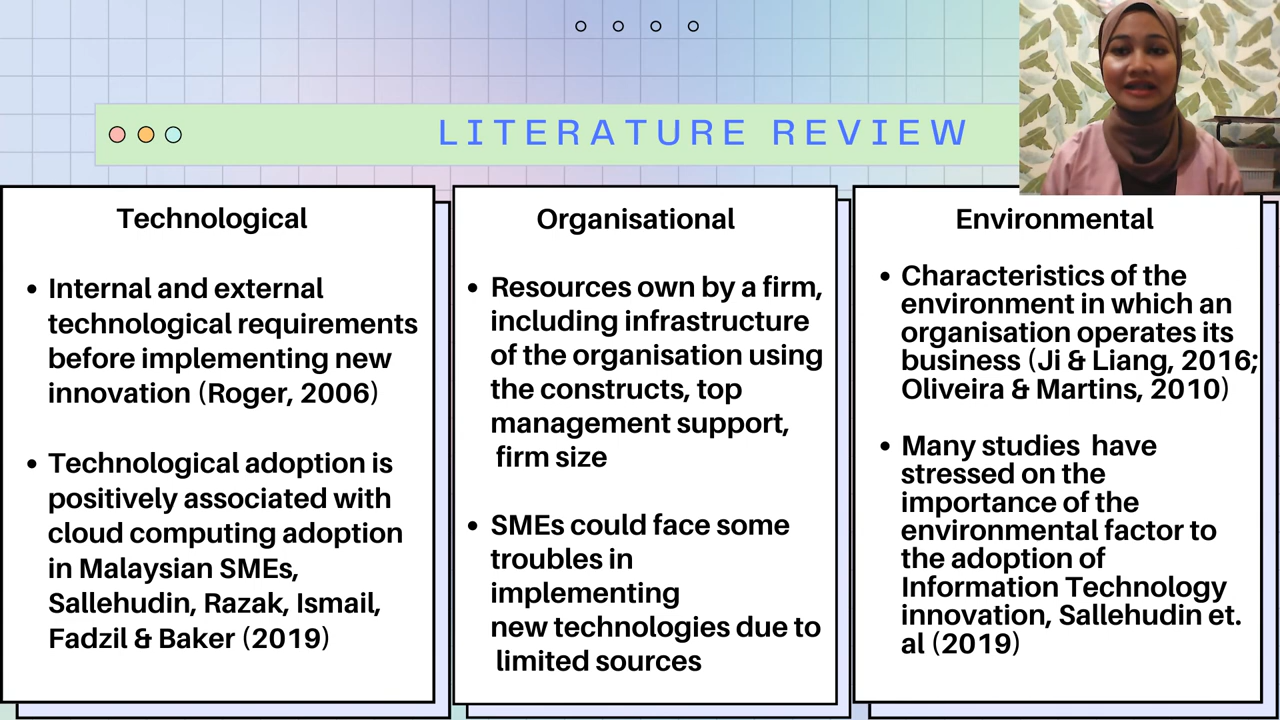 LITERATURE REVIEW
Technological
Internal and external
technological requirements
before implementing new
innovation (Roger, 2006)
Technological adoption is
positively associated with
cloud computing adoption
in Malaysian SMEs,
Sallehudin, Razak, Ismail,
Fadzil & Baker (2019)
Organisational
Resources own by a firm,
including infrastructure
of the organisation using
the constructs, top
management support,
firm size
SMEs could face some
troubles in
implementing
new technologies due to
limited sources
Environmental
Characteristics of the
environment in which an
organisation operates its
business (Ji & Liang, 2016;
Oliveira & Martins, 2010)
Many studies have
stressed on the
importance of the
environmental factor to
the adoption of
Information Technology
innovation, Sallehudin et.
al (2019)